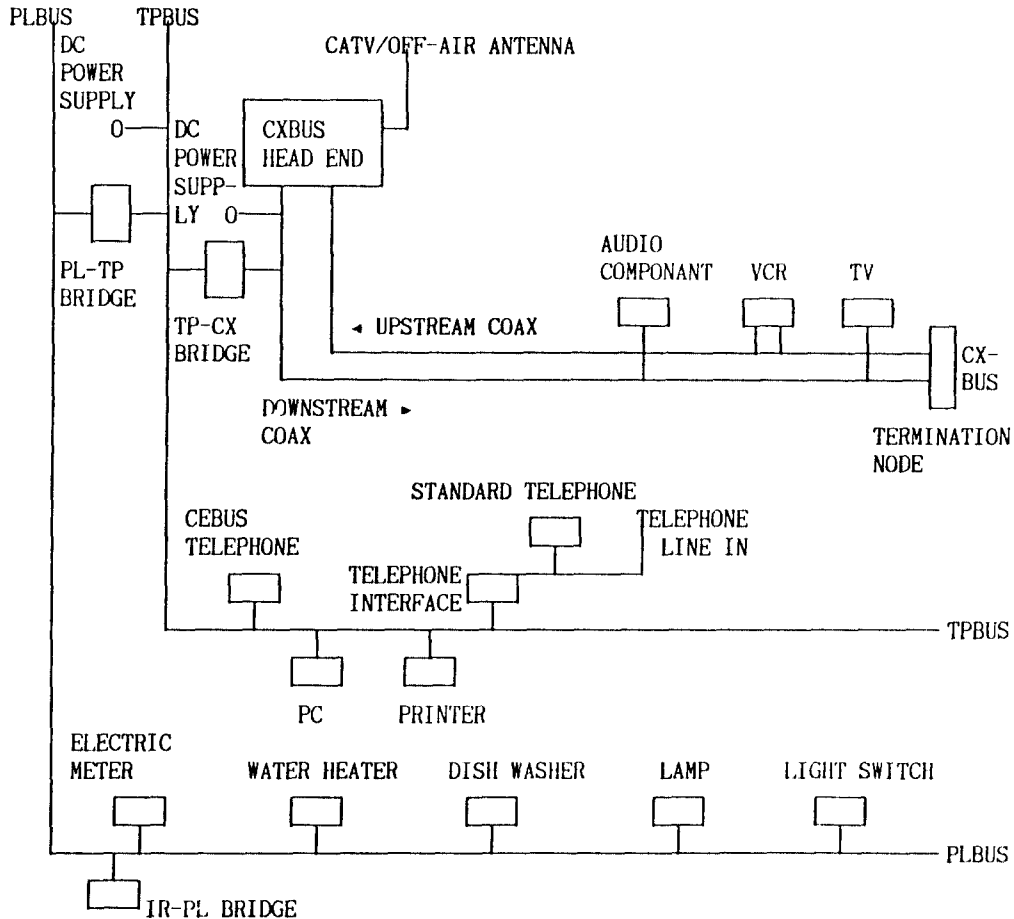 PLBUS
TPBUS
DC
POWER
SUPPLY
O
CATV/OFF-AIR ANTENNA
CXBUS
HEAD END
DC
POWER
SUPP-
LY
O
PL-TP
BRIDGE
TP-CX
BRIDGE
AUDIO
COMPONANT
VCR
TV
◄ UPSTREAM COAX
CX-
BUS
DOWNSTREAM ►
COAX
TERMINATION
NODE
STANDARD TELEPHONE
CEBUS
TELEPHONE
TELEPHONE
LINE IN
TELEPHONE
INTERFACE
TPBUS
PC
PRINTER
ELECTRIC
METER
WATER HEATER
DISH WASHER
LAMP
LIGHT SWITCH
PLBUS
IR-PL BRIDGE